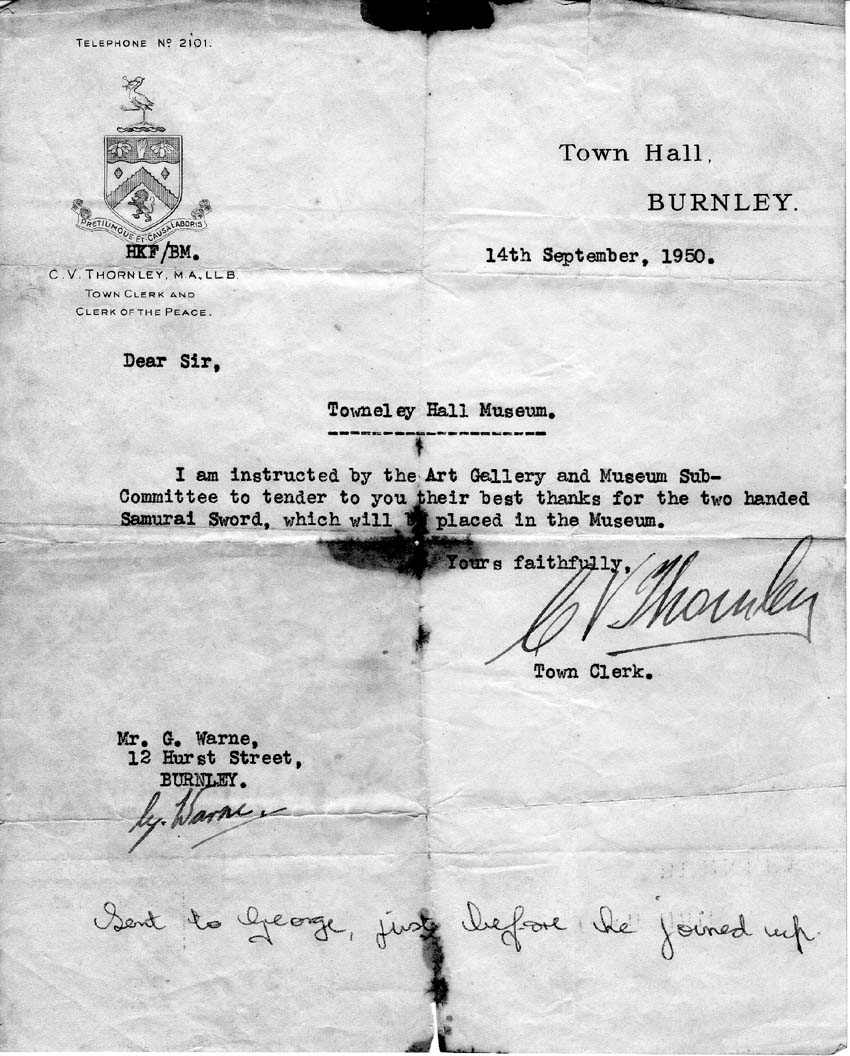 TELEPHONE Nº 2101.
Town Hall,
BURNLEY.
PRETIUMQUE ET CAUSA LABORIS
HKF/BM.
14th September, 1950.
C.V. THORNLEY, M.A., LL.B.
TOWN CLERK AND
CLERK OF THE PEACE.
Dear Sir,
Towneley Hall Museum.
I am instructed by the Art Gallery and Museum Sub-
Committee to tender to you their best thanks for the two handed
Samurai Sword, which will be placed in the Museum.
Yours faithfully,
C V Thornley
Town Clerk.
Mr. G. Warne,
12 Hurst Street,
BURNLEY.
G. Warne.
Sent to George, just before he joined up.